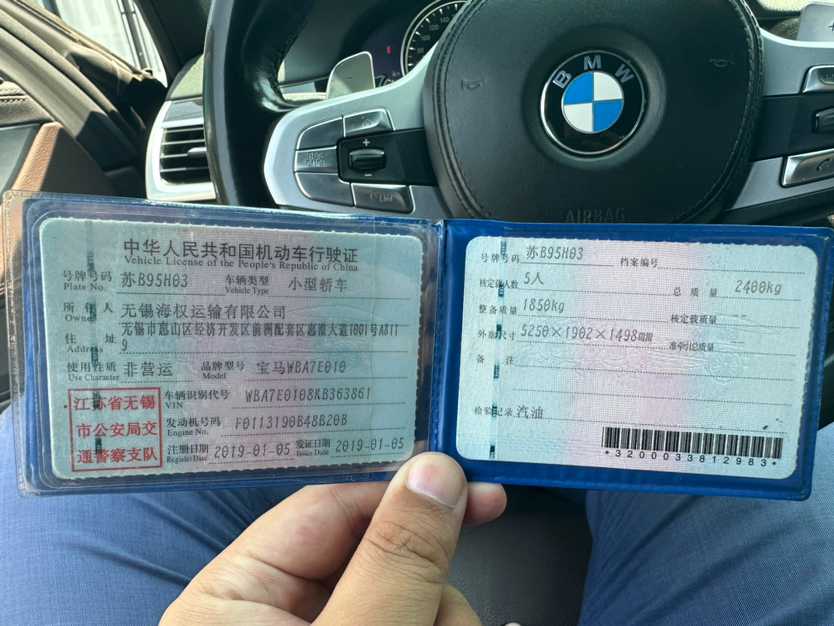 BMW
AIRBAG
中华人民共和国机动车行驶证
Vehicle License of the People's Republic of China
号牌号码 苏B95H03 车辆类型 小型轿车
Plate No. Vehicle Type
所有人 无锡海权运输有限公司
Owner
住址 无锡市惠山区经济开发区前洲配套区惠澄大道1001号A811
9
使用性质 非营运 品牌型号 宝马WBA7E010
Use Character Model
江苏省无锡
市公安局交
通警察支队
车辆识别代号 WBA7E0108KB363861
VIN
发动机号码 F0113190B48B20B
Engine No.
注册日期 2019-01-05 发证日期 2019-01-05
Register Date Issue Date
号牌号码 苏B95H03 档案编号
核定载人数 5人 总质量 2400kg
整备质量 1850kg 核定载质量 --
外廓尺寸 5250×1902×1498mm 准牵引总质量 --
备注
检验记录 汽油
*3200033812983*